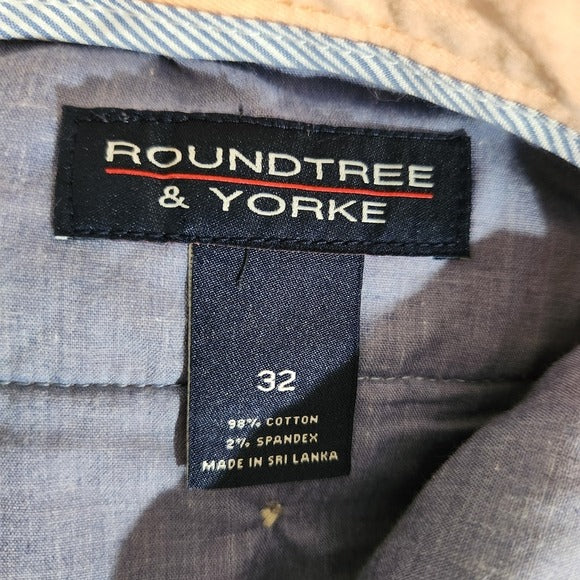 ROUNDTREE
& YORKE
32
98% COTTON
2% SPANDEX
MADE IN SRI LANKA